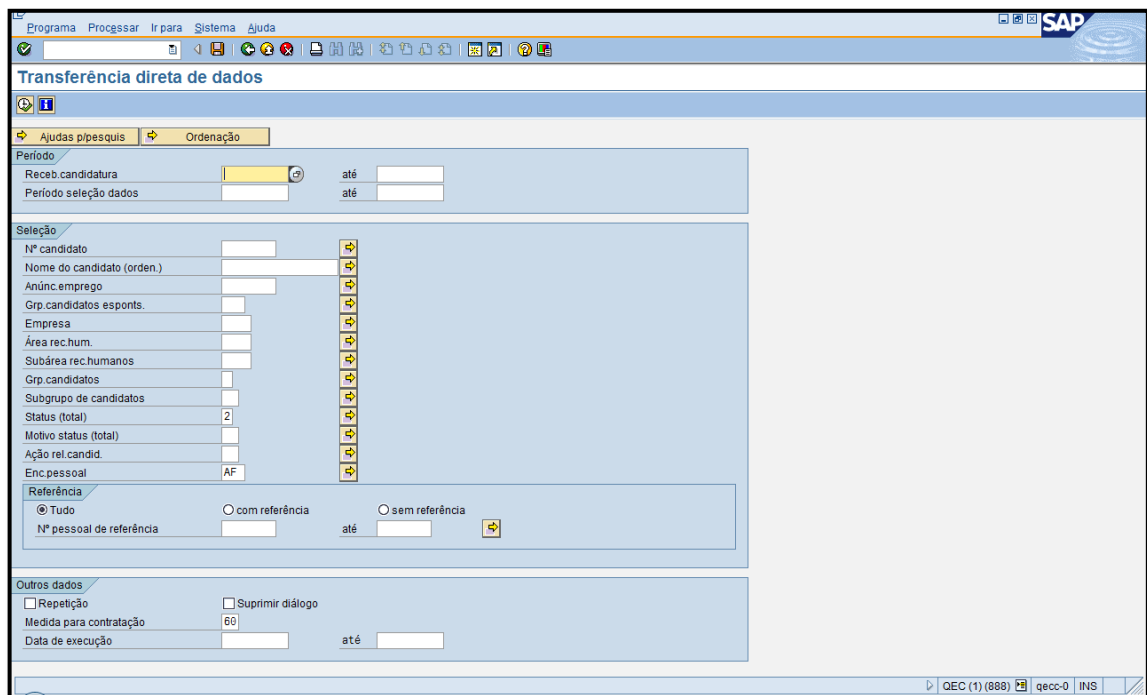 Programa Processar Ir para Sistema Ajuda
SAP
Transferência direta de dados
Ajudas p/pesquis Ordenação
Período
Receb.candidatura até
Período seleção dados até
Seleção
Nº candidato
Nome do candidato (orden.)
Anúnc.emprego
Grp.candidatos esponts.
Empresa
Área rec.hum.
Subárea rec.humanos
Grp.candidatos
Subgrupo de candidatos
Status (total) 2
Motivo status (total)
Ação rel.candid.
Enc.pessoal AF
Referência
Tudo com referência sem referência
Nº pessoal de referência até
Outros dados
Repetição Suprimir diálogo
Medida para contratação 60
Data de execução até
QEC (1) (888) qecc-0 INS